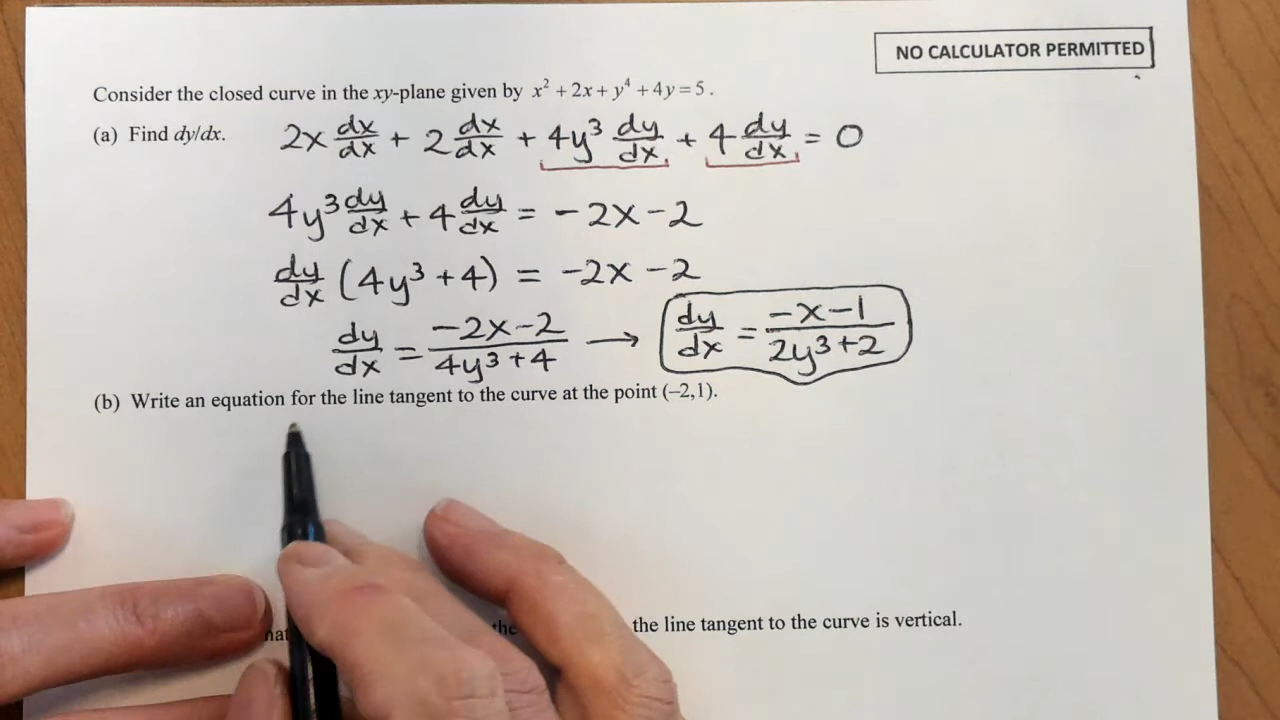 NO CALCULATOR PERMITTED
Consider the closed curve in the xy-plane given by x² + 2x + y⁴ + 4y = 5.
(a) Find dy/dx. 2x dx/dx + 2 dx/dx + 4y³ dy/dx + 4 dy/dx = 0
4y³ dy/dx + 4 dy/dx = -2x - 2
dy/dx (4y³ + 4) = -2x - 2
dy/dx = (-2x - 2)/(4y³ + 4) → dy/dx = (-x - 1)/(2y³ + 2)
(b) Write an equation for the line tangent to the curve at the point (–2,1).
the the line tangent to the curve is vertical.